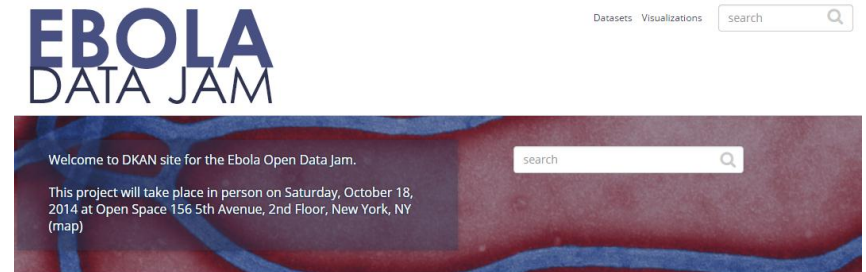 EBOLA
DATA JAM
Datasets Visualizations search
Welcome to DKAN site for the Ebola Open Data Jam.
search
This project will take place in person on Saturday, October 18,
2014 at Open Space 156 5th Avenue, 2nd Floor, New York, NY
(map)